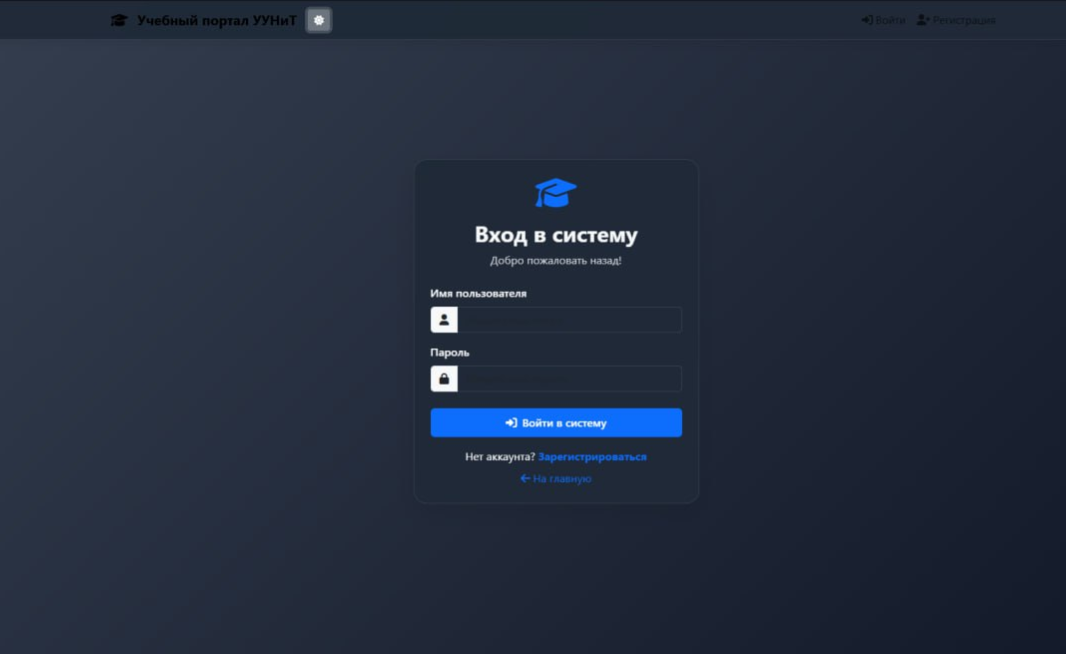 Учебный портал УУНиТ
Войти
Регистрация
Вход в систему
Добро пожаловать назад!
Имя пользователя
Пароль
Войти в систему
Нет аккаунта? Зарегистрироваться
На главную